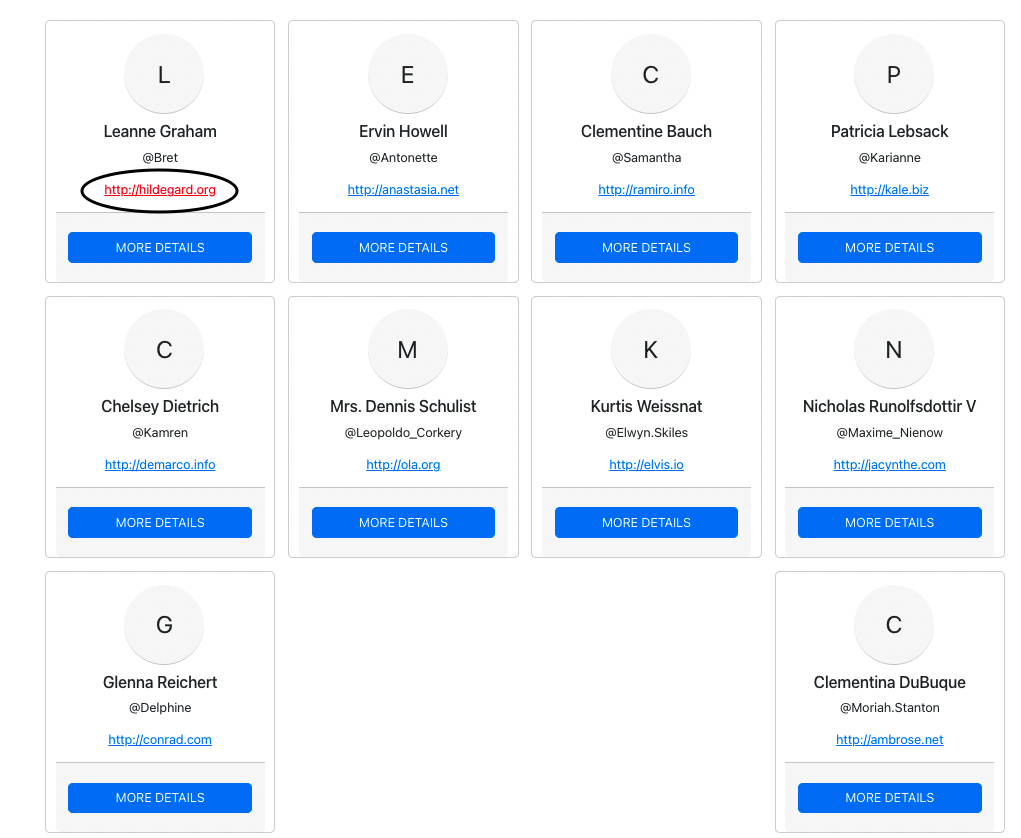 L
Leanne Graham
@Bret
http://hildegard.org
MORE DETAILS
E
Ervin Howell
@Antonette
http://anastasia.net
MORE DETAILS
C
Clementine Bauch
@Samantha
http://ramiro.info
MORE DETAILS
P
Patricia Lebsack
@Karianne
http://kale.biz
MORE DETAILS
C
Chelsey Dietrich
@Kamren
http://demarco.info
MORE DETAILS
M
Mrs. Dennis Schulist
@Leopoldo_Corkery
http://ola.org
MORE DETAILS
K
Kurtis Weissnat
@Elwyn.Skiles
http://elvis.io
MORE DETAILS
N
Nicholas Runolfsdottir V
@Maxime_Nienow
http://jacynthe.com
MORE DETAILS
G
Glenna Reichert
@Delphine
http://conrad.com
MORE DETAILS
C
Clementina DuBuque
@Moriah.Stanton
http://ambrose.net
MORE DETAILS